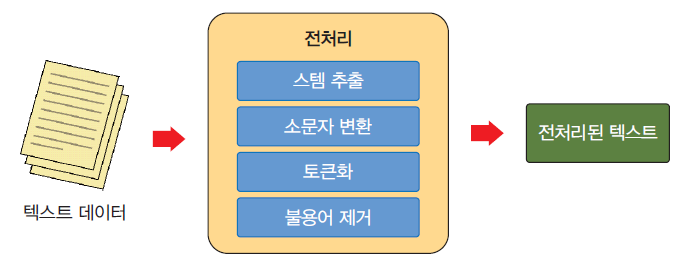 전처리
스템 추출
소문자 변환
토큰화
불용어 제거
텍스트 데이터
전처리된 텍스트